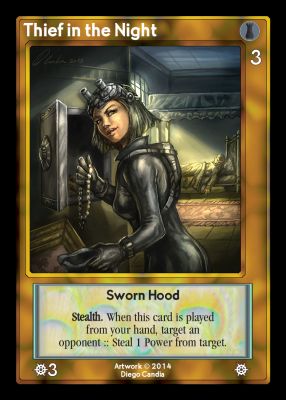 Thief in the Night
3
Sworn Hood
Stealth. When this card is played
from your hand, target an
opponent :: Steal 1 Power from target.
3
Artwork © 2014
Diego Candia